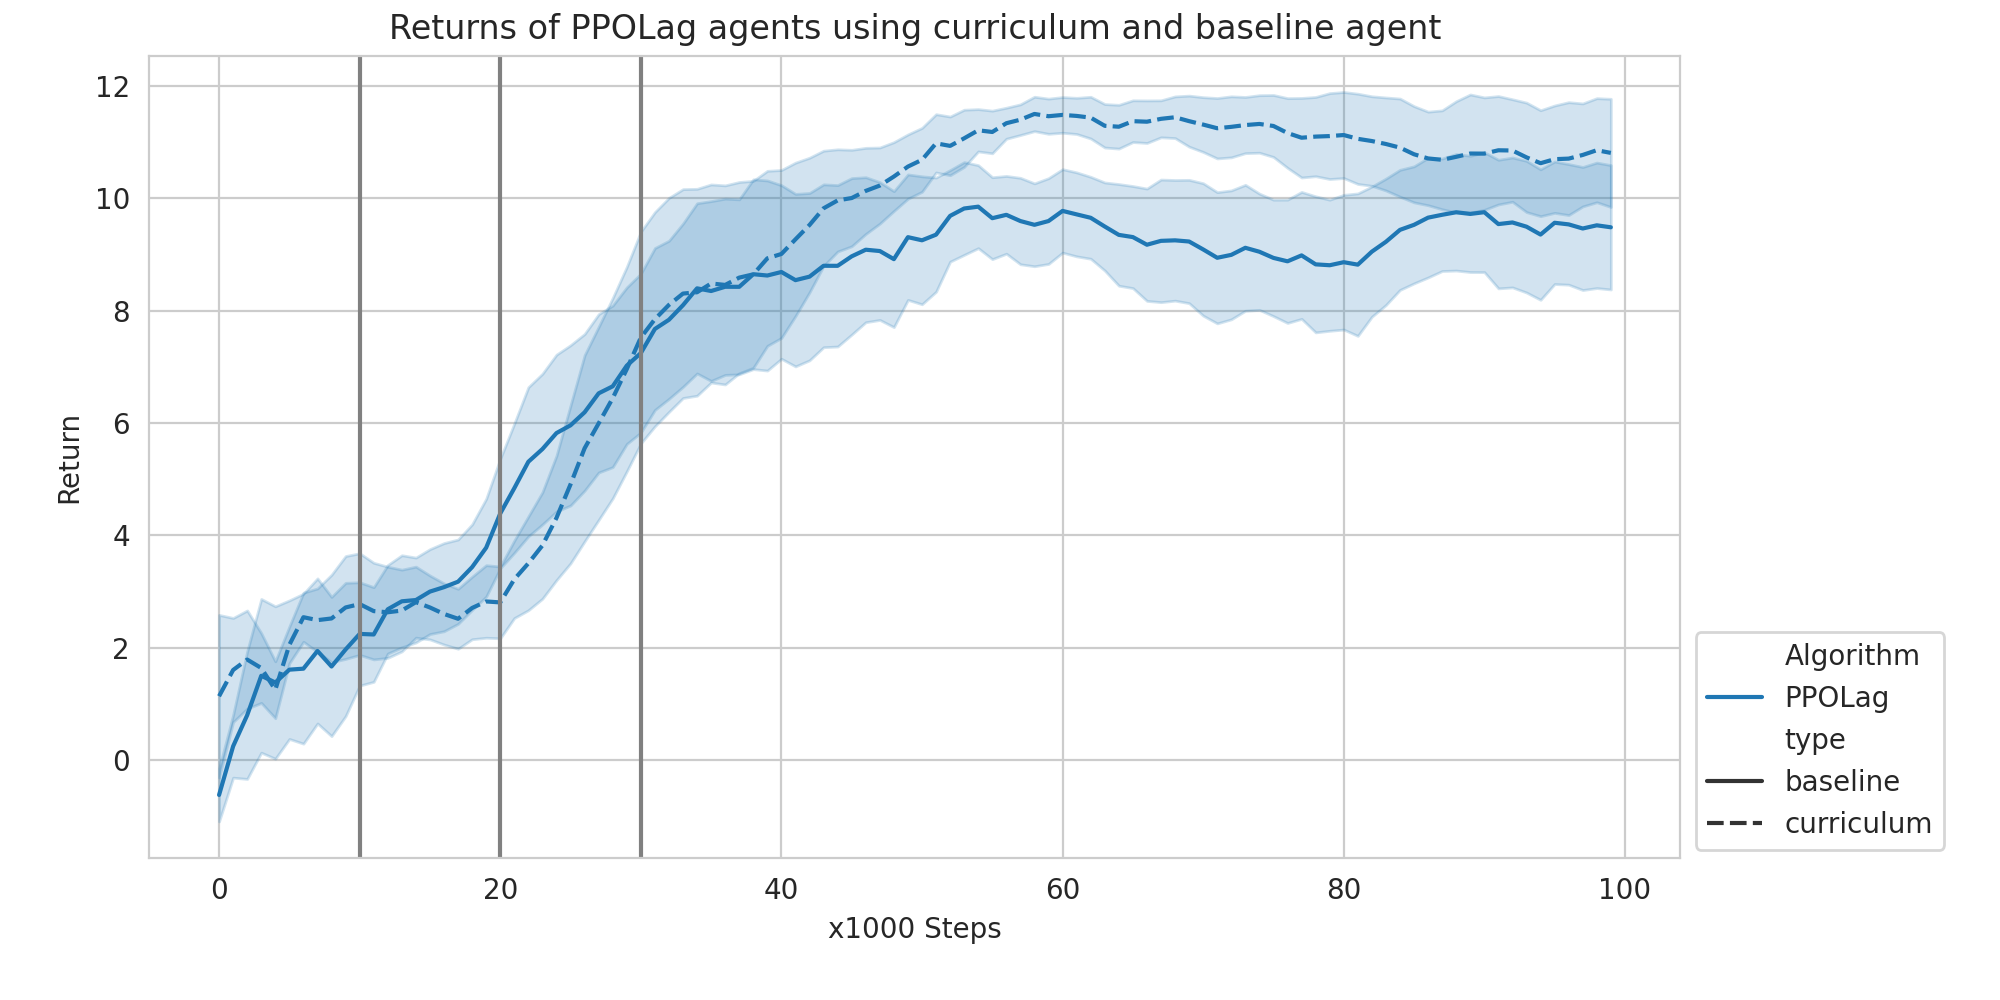 Returns of PPOLag agents using curriculum and baseline agent
12
10
8
6
4
2
0
Return
0 20 40 60 80 100
x1000 Steps
Algorithm
PPOLag
type
baseline
curriculum